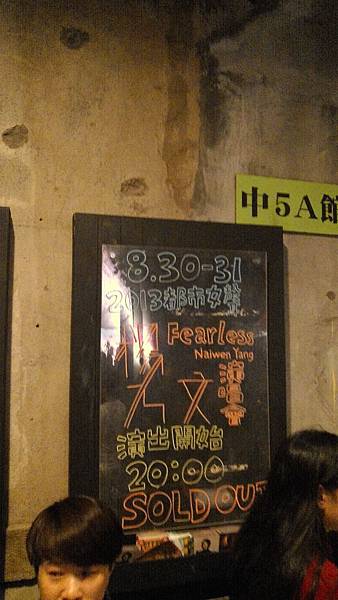 中5A館
8.30-31
2013都市女聲
Fearless
Naiwen Yang
楊乃文
演唱會
演出開始
20:00
SOLD OUT